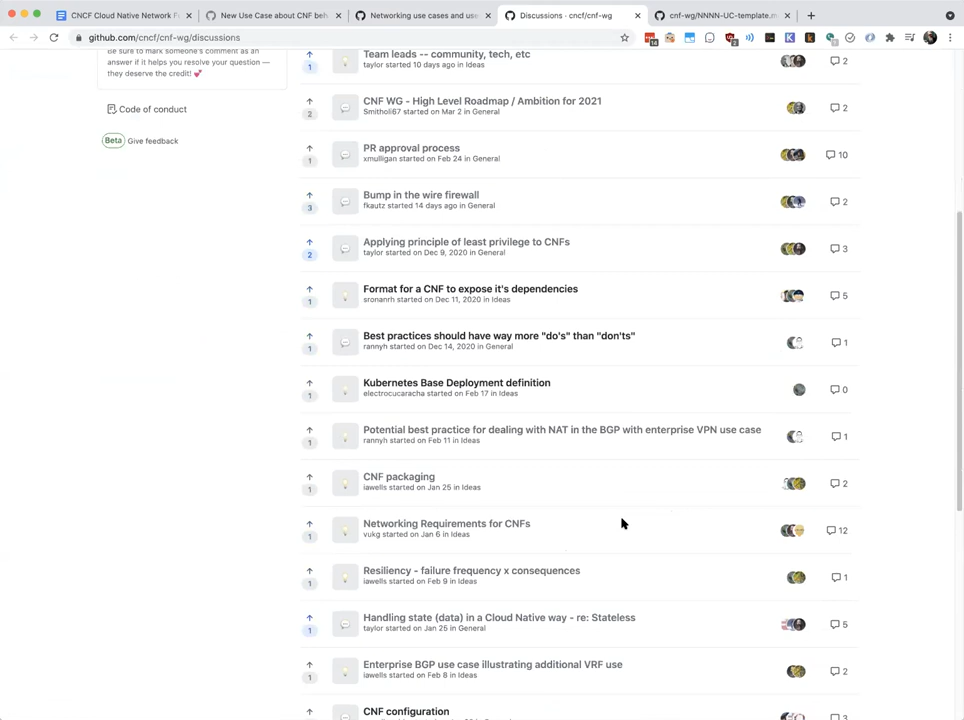 CNCF Cloud Native Network F
New Use Case about CNF beh
Networking use cases and use
Discussions · cncf/cnf-wg
cnf-wg/NNNN-UC-template.m
github.com/cncf/cnf-wg/discussions
Be sure to mark someone's comment as
an answer if it helps you resolve your question —
they deserve the credit! 💕
Code of conduct
Beta Give feedback
1 Team leads -- community, tech, etc 2
taylor started 10 days ago in Ideas
2 CNF WG - High Level Roadmap / Ambition for 2021 2
Smitholi67 started on Mar 2 in General
1 PR approval process 10
xmulligan started on Feb 24 in General
3 Bump in the wire firewall 2
fkautz started 14 days ago in General
2 Applying principle of least privilege to CNFs 3
taylor started on Dec 9, 2020 in General
1 Format for a CNF to expose it's dependencies 5
sronanrh started on Dec 11, 2020 in Ideas
1 Best practices should have way more "do's" than "don'ts" 1
rannyh started on Dec 14, 2020 in General
1 Kubernetes Base Deployment definition 0
electrocucaracha started on Feb 17 in Ideas
1 Potential best practice for dealing with NAT in the BGP with enterprise VPN use case 1
rannyh started on Feb 11 in Ideas
1 CNF packaging 2
iawells started on Jan 25 in Ideas
1 Networking Requirements for CNFs 12
vukg started on Jan 6 in Ideas
1 Resiliency - failure frequency x consequences 1
iawells started on Feb 9 in Ideas
1 Handling state (data) in a Cloud Native way - re: Stateless 5
taylor started on Jan 25 in General
1 Enterprise BGP use case illustrating additional VRF use 2
iawells started on Feb 8 in Ideas
CNF configuration